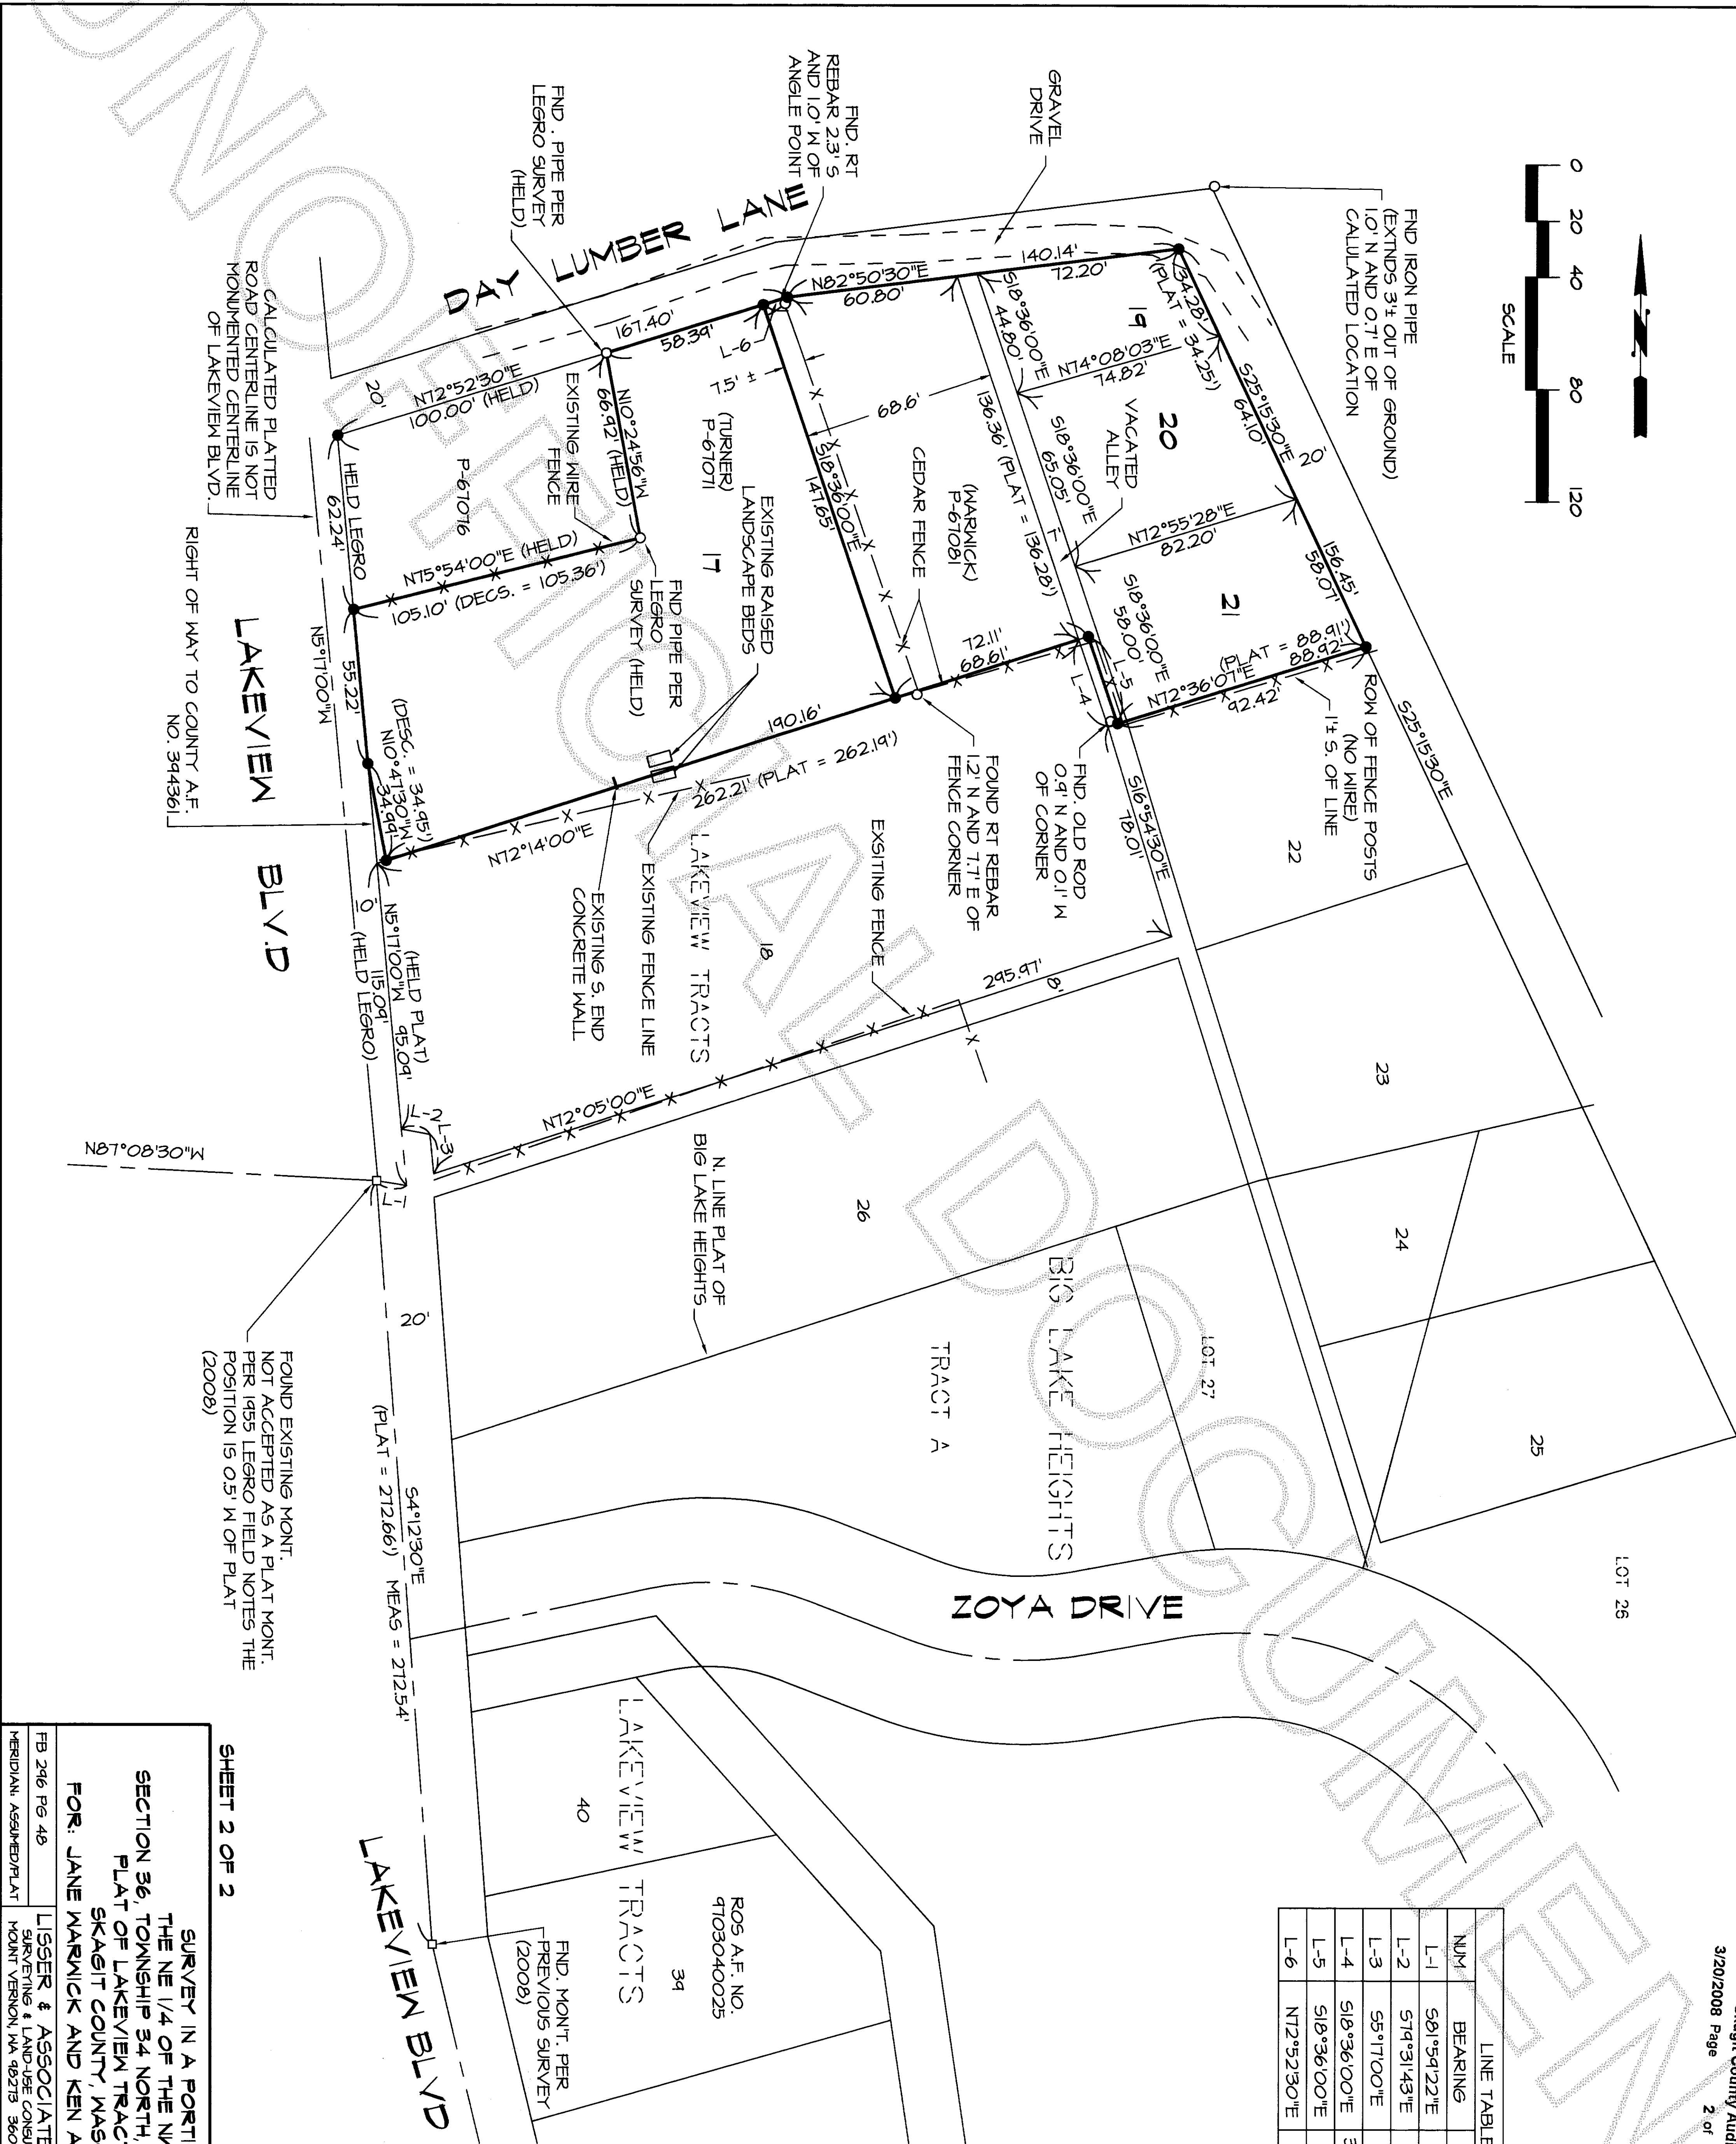 UNOFFICIAL DOCUMEN
0 20 40 80 120
SCALE
FND IRON PIPE
(EXTNDS 3'± OUT OF GROUND)
1.0' N AND 0.7' E OF
CALULATED LOCATION
GRAVEL
DRIVE
FND. RT
REBAR 2.3' S
AND 1.0' W OF
ANGLE POINT
FND . PIPE PER
LEGRO SURVEY
(HELD)
DAY LUMBER LANE
140.14'
72.20'
N82°50'30"E
60.80'
167.40'
58.39'
L-6
7.5' ±
N72°52'30"E
100.00' (HELD)
20'
34.28'
(PLAT = 34.25')
S25°15'30"E
64.10'
20'
156.45'
58.07'
S25°15'30"E
19
N74°08'03"E
74.82'
20
N72°55'28"E
82.20'
21
S18°36'00"E
44.80'
S18°36'00"E
65.05'
S18°36'00"E
58.00'
VACATED
ALLEY
7'
136.36' (PLAT = 136.28')
68.6'
(WARWICK)
P-67081
CEDAR FENCE
S18°36'00"E
147.65'
(TURNER)
P-67071
17
N10°24'56"W
66.92' (HELD)
EXISTING WIRE
FENCE
P-67076
N75°54'00"E (HELD)
105.10' (DECS. = 105.36')
FND PIPE PER
LEGRO
SURVEY (HELD)
EXISTING RAISED
LANDSCAPE BEDS
72.11'
68.61'
L-4
L-5
(PLAT = 88.91')
88.92'
N72°36'07"E
92.42'
ROW OF FENCE POSTS
(NO WIRE)
1'± S. OF LINE
FND. OLD ROD
0.9' N AND 0.1' W
OF CORNER
FOUND RT REBAR
1.2' N AND 7.7' E OF
FENCE CORNER
S16°54'30"E
78.01'
190.16'
262.21' (PLAT = 262.19')
N72°14'00"E
EXISTING FENCE LINE
EXISTING S. END
CONCRETE WALL
EXSITING FENCE
LAKEVIEW TRACTS
18
22
23
24
25
26
LOT 26
LOT 27
TRACT A
BIG LAKE HEIGHTS
N. LINE PLAT OF
BIG LAKE HEIGHTS
295.97'
8'
N72°05'00"E
CALCULATED PLATTED
ROAD CENTERLINE IS NOT
MONUMENTED CENTERLINE
OF LAKEVIEW BLVD.
HELD LEGRO
62.24'
55.22'
N5°17'00"W
(DESC. = 34.95')
N10°47'30"W
34.99'
RIGHT OF WAY TO COUNTY A.F.
NO. 394361
LAKEVIEW BLV.D
(HELD PLAT)
N5°17'00"W 95.09'
115.09'
(HELD LEGRO)
L-2
L-3
N87°08'30"W
20'
FOUND EXISTING MONT.
NOT ACCEPTED AS A PLAT MONT.
PER 1955 LEGRO FIELD NOTES THE
POSITION IS 0.5' W OF PLAT
(2008)
S4°12'30"E
(PLAT = 272.66') MEAS = 272.54'
ZOYA DRIVE
LAKEVIEW TRACTS
40
39
ROS A.F. NO.
9703040025
FND. MON'T. PER
PREVIOUS SURVEY
(2008)
LAKEVIEW BLVD
3/20/2008 Page 2 of
LINE TABLE
NUM BEARING
L-1 S81°59'22"E
L-2 S79°31'43"E
L-3 S5°17'00"E
L-4 S18°36'00"E 3
L-5 S18°36'00"E
L-6 N72°52'30"E
SHEET 2 OF 2
SURVEY IN A PORTI
THE NE 1/4 OF THE NW
SECTION 36, TOWNSHIP 34 NORTH,
PLAT OF LAKEVIEW TRACT
SKAGIT COUNTY, WAS
FOR: JANE WARWICK AND KEN A
FB 296 PG 48
MERIDIAN: ASSUMED/PLAT
LISSER & ASSOCIATE
SURVEYING & LAND-USE CONSU
MOUNT VERNON, WA 98273 360